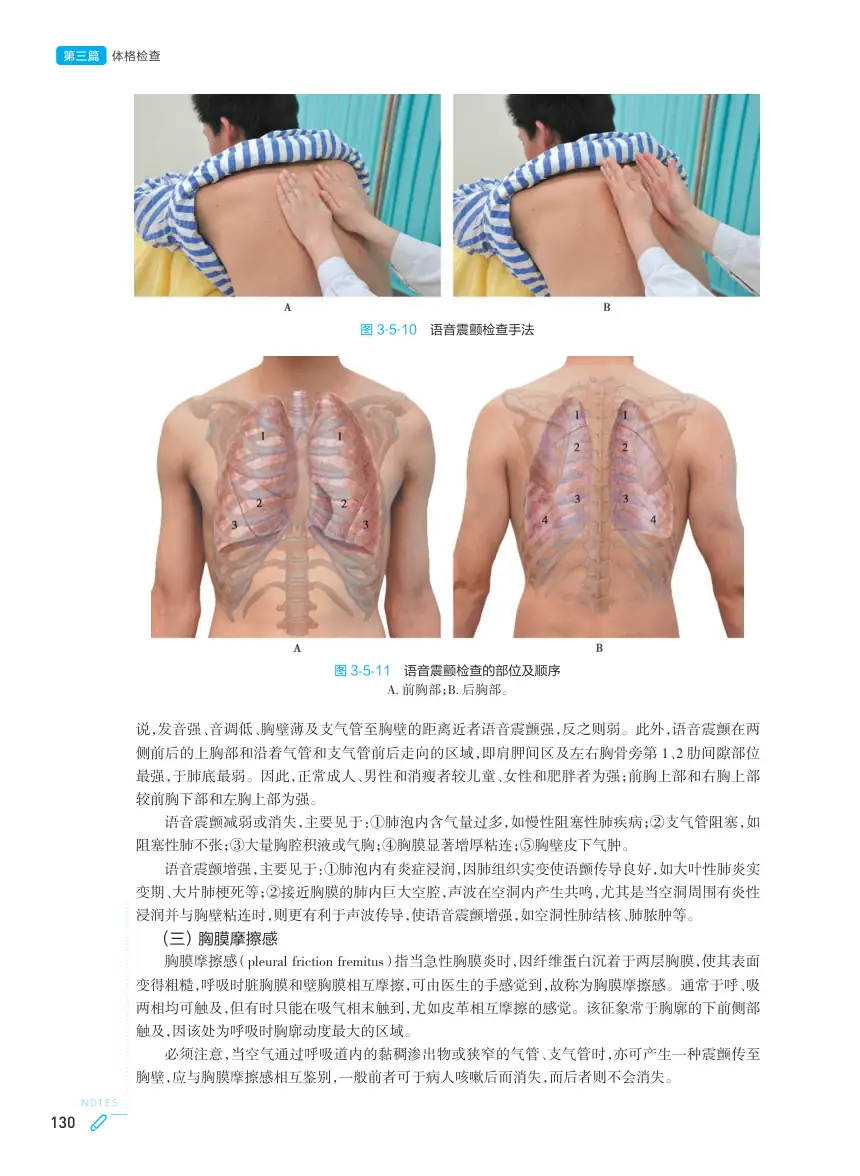 第三篇 体格检查
A
B
图 3-5-10 语音震颤检查手法
1
1
2
2
3
3
1
1
2
2
3
3
4
4
A
B
图 3-5-11 语音震颤检查的部位及顺序
A. 前胸部;B. 后胸部。
说,发音强、音调低、胸壁薄及支气管至胸壁的距离近者语音震颤强,反之则弱。此外,语音震颤在两
侧前后的上胸部和沿着气管和支气管前后走向的区域,即肩胛间区及左右胸骨旁第 1、2 肋间隙部位
最强,于肺底最弱。因此,正常成人、男性和消瘦者较儿童、女性和肥胖者为强;前胸上部和右胸上部
较前胸下部和左胸上部为强。
语音震颤减弱或消失,主要见于:①肺泡内含气量过多,如慢性阻塞性肺疾病;②支气管阻塞,如
阻塞性肺不张;③大量胸腔积液或气胸;④胸膜显著增厚粘连;⑤胸壁皮下气肿。
语音震颤增强,主要见于:①肺泡内有炎症浸润,因肺组织实变使语颤传导良好,如大叶性肺炎实
变期、大片肺梗死等;②接近胸膜的肺内巨大空腔,声波在空洞内产生共鸣,尤其是当空洞周围有炎性
浸润并与胸壁粘连时,则更有利于声波传导,使语音震颤增强,如空洞性肺结核、肺脓肿等。
(三)胸膜摩擦感
胸膜摩擦感(pleural friction fremitus)指当急性胸膜炎时,因纤维蛋白沉着于两层胸膜,使其表面
变得粗糙,呼吸时脏胸膜和壁胸膜相互摩擦,可由医生的手感觉到,故称为胸膜摩擦感。通常于呼、吸
两相均可触及,但有时只能在吸气相末触到,尤如皮革相互摩擦的感觉。该征象常于胸廓的下前侧部
触及,因该处为呼吸时胸廓动度最大的区域。
必须注意,当空气通过呼吸道内的黏稠渗出物或狭窄的气管、支气管时,亦可产生一种震颤传至
胸壁,应与胸膜摩擦感相互鉴别,一般前者可于病人咳嗽后而消失,而后者则不会消失。
NOTES
130